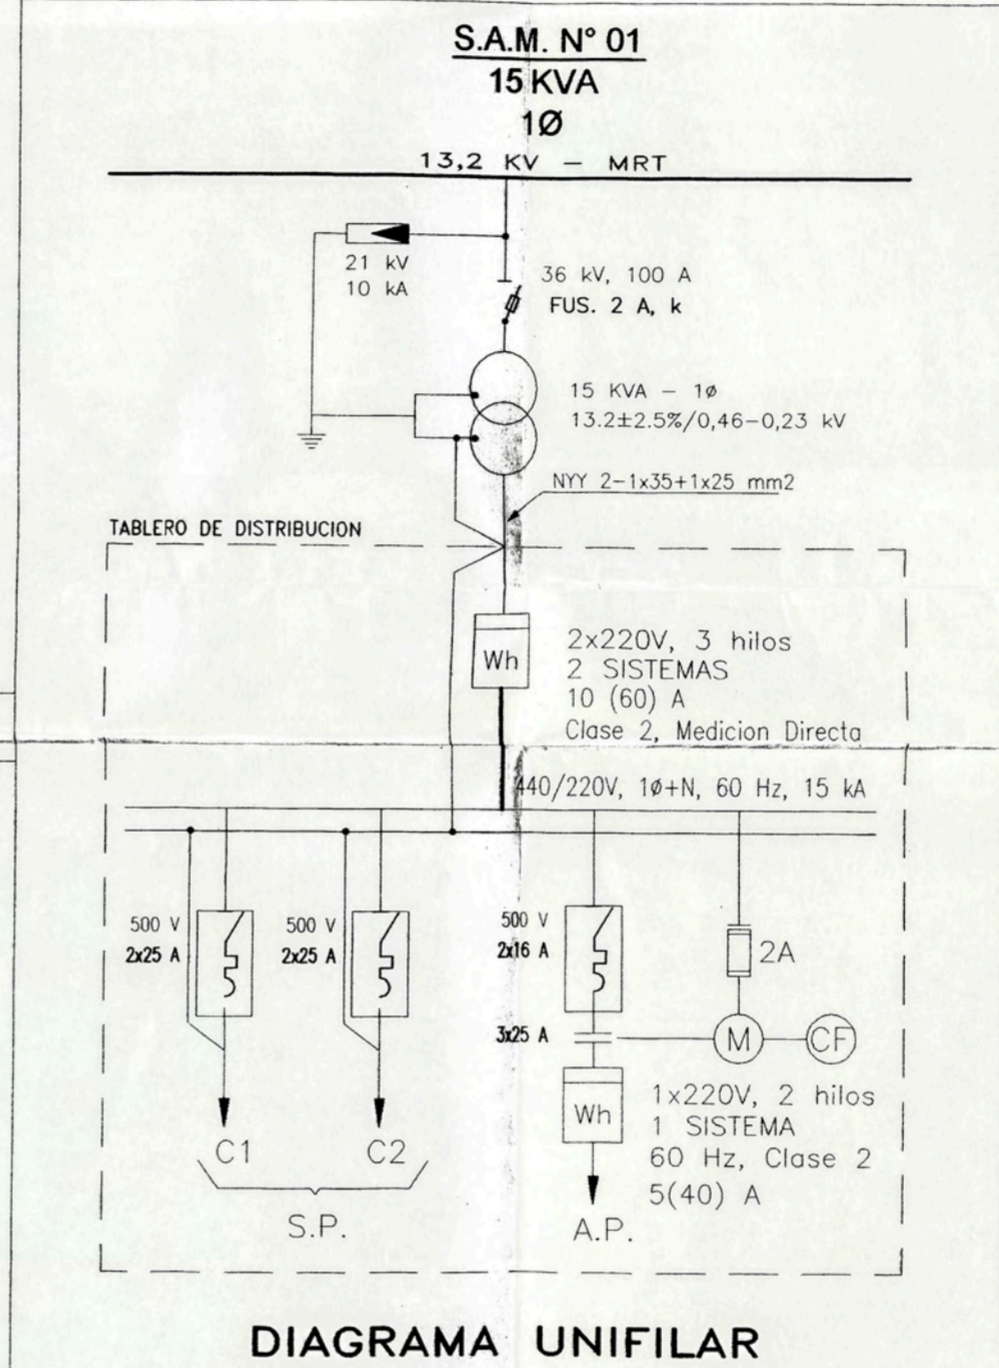 S.A.M. N° 01
15 KVA
1Ø
13,2 KV – MRT
21 kV
10 kA
36 kV, 100 A
FUS. 2 A, k
15 KVA – 1ø
13.2±2.5%/0,46–0,23 kV
NYY 2–1x35+1x25 mm2
TABLERO DE DISTRIBUCION
Wh
2x220V, 3 hilos
2 SISTEMAS
10 (60) A
Clase 2, Medicion Directa
440/220V, 1ø+N, 60 Hz, 15 kA
500 V
2x25 A
500 V
2x25 A
500 V
2x16 A
2A
3x25 A
M
CF
Wh
1x220V, 2 hilos
1 SISTEMA
60 Hz, Clase 2
5(40) A
C1
C2
S.P.
A.P.
DIAGRAMA UNIFILAR